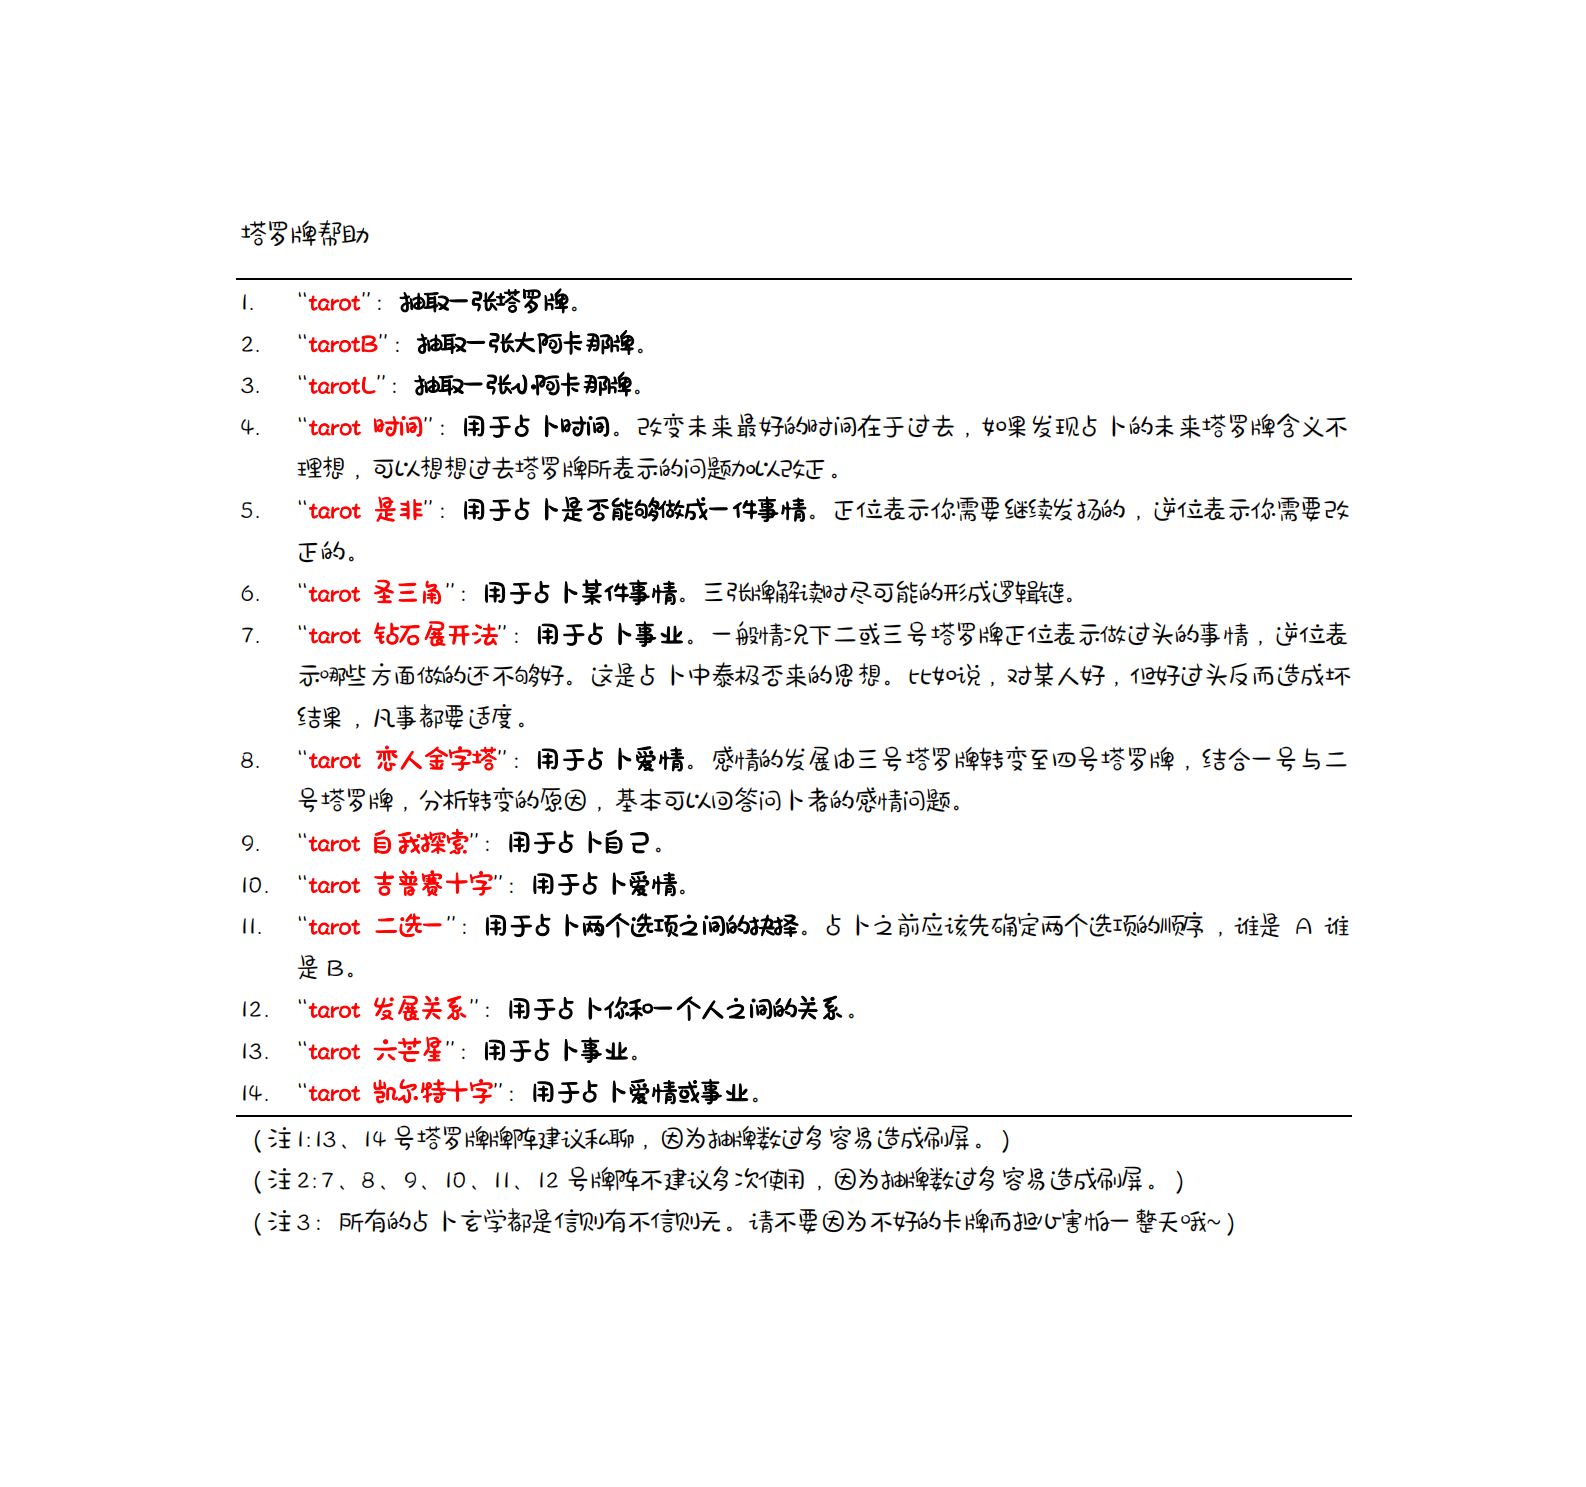 塔罗牌帮助
1. “tarot”：抽取一张塔罗牌。
2. “tarotB”：抽取一张大阿卡那牌。
3. “tarotL”：抽取一张小阿卡那牌。
4. “tarot 时间”：用于占卜时间。改变未来最好的时间在于过去，如果发现占卜的未来塔罗牌含义不
理想，可以想想过去塔罗牌所表示的问题加以改正。
5. “tarot 是非”：用于占卜是否能够做成一件事情。正位表示你需要继续发扬的，逆位表示你需要改
正的。
6. “tarot 圣三角”：用于占卜某件事情。三张牌解读时尽可能的形成逻辑链。
7. “tarot 钻石展开法”：用于占卜事业。一般情况下二或三号塔罗牌正位表示做过头的事情，逆位表
示哪些方面做的还不够好。这是占卜中泰极否来的思想。比如说，对某人好，但好过头反而造成坏
结果，凡事都要适度。
8. “tarot 恋人金字塔”：用于占卜爱情。感情的发展由三号塔罗牌转变至四号塔罗牌，结合一号与二
号塔罗牌，分析转变的原因，基本可以回答问卜者的感情问题。
9. “tarot 自我探索”：用于占卜自己。
10. “tarot 吉普赛十字”：用于占卜爱情。
11. “tarot 二选一”：用于占卜两个选项之间的抉择。占卜之前应该先确定两个选项的顺序，谁是 A 谁
是 B。
12. “tarot 发展关系”：用于占卜你和一个人之间的关系。
13. “tarot 六芒星”：用于占卜事业。
14. “tarot 凯尔特十字”：用于占卜爱情或事业。
（注1:13、14 号塔罗牌牌阵建议私聊，因为抽牌数过多容易造成刷屏。）
（注2:7、8、9、10、11、12 号牌阵不建议多次使用，因为抽牌数过多容易造成刷屏。）
（注3：所有的占卜玄学都是信则有不信则无。请不要因为不好的卡牌而担心害怕一整天哦~）